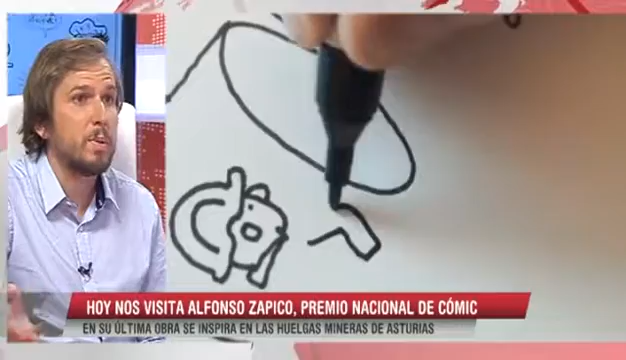 HOY NOS VISITA ALFONSO ZAPICO, PREMIO NACIONAL DE CÓMIC
EN SU ÚLTIMA OBRA SE INSPIRA EN LAS HUELGAS MINERAS DE ASTURIAS